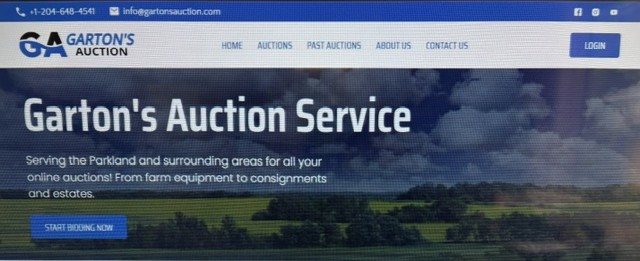 +1-204-648-4541 info@gartonsauction.com
GA GARTON'S
AUCTION
HOME AUCTIONS PAST AUCTIONS ABOUT US CONTACT US LOGIN
Garton's Auction Service
Serving the Parkland and surrounding areas for all your
online auctions! From farm equipment to consignments
and estates.
START BIDDING NOW